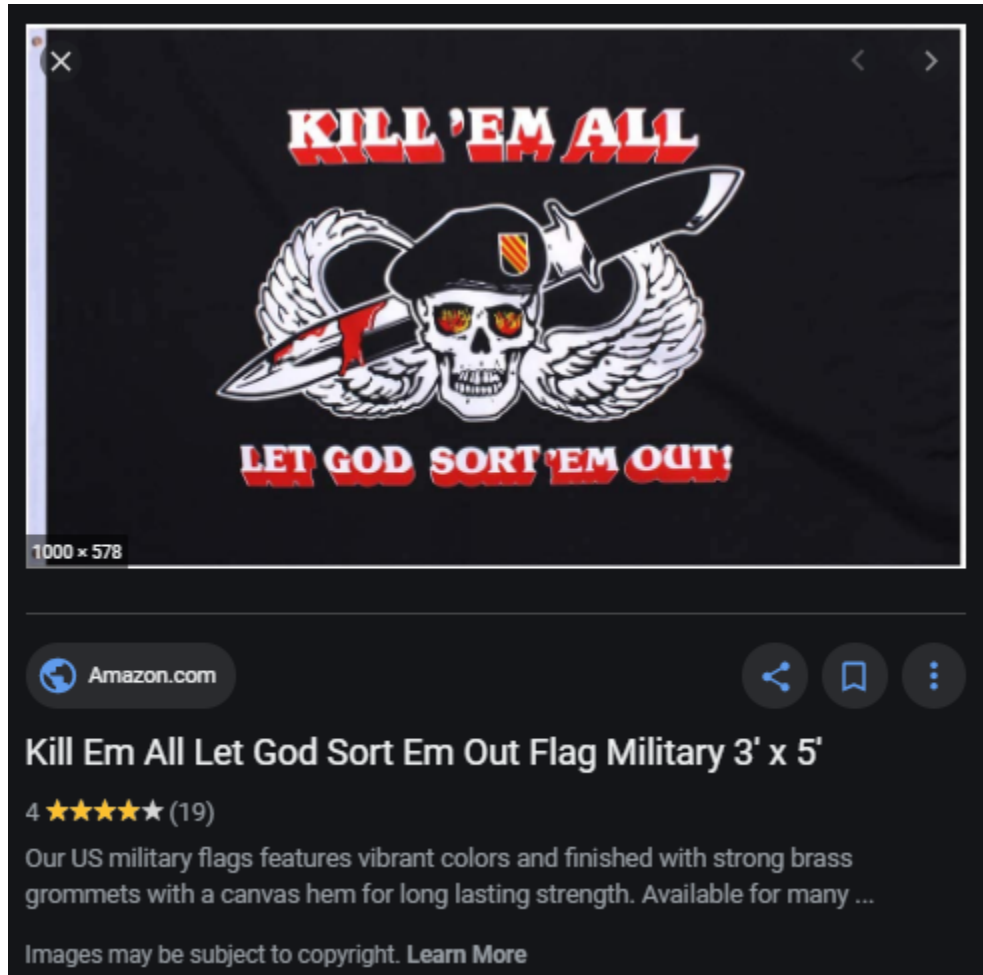 KILL 'EM ALL
LET GOD SORT 'EM OUT!
1000 × 578
Amazon.com
Kill Em All Let God Sort Em Out Flag Military 3' x 5'
4 ★★★★★ (19)
Our US military flags features vibrant colors and finished with strong brass
grommets with a canvas hem for long lasting strength. Available for many ...
Images may be subject to copyright. Learn More